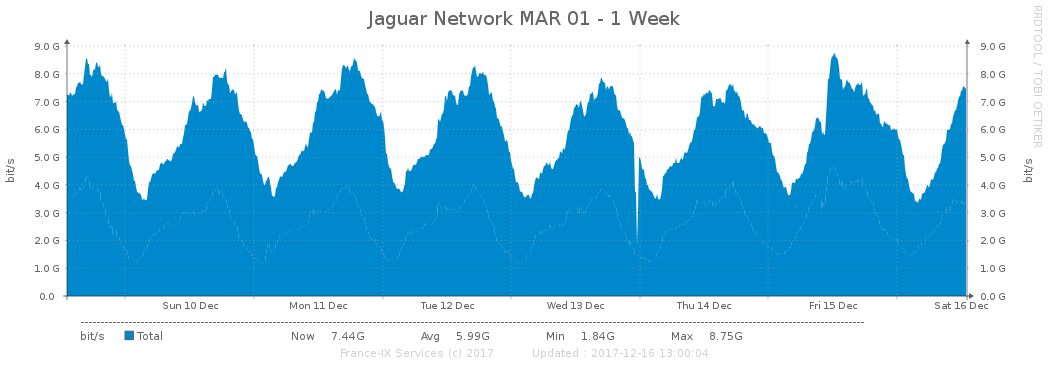 Jaguar Network MAR 01 - 1 Week
RRDTOOL / TOBI OETIKER
9.0 G 9.0 G
8.0 G 8.0 G
7.0 G 7.0 G
6.0 G 6.0 G
5.0 G 5.0 G
4.0 G 4.0 G
3.0 G 3.0 G
2.0 G 2.0 G
1.0 G 1.0 G
0.0 0.0 G
bit/s bit/s
Sun 10 Dec Mon 11 Dec Tue 12 Dec Wed 13 Dec Thu 14 Dec Fri 15 Dec Sat 16 Dec
bit/s Total Now 7.44G Avg 5.99G Min 1.84G Max 8.75G
France-IX Services (c) 2017 Updated : 2017-12-16 13:00:04